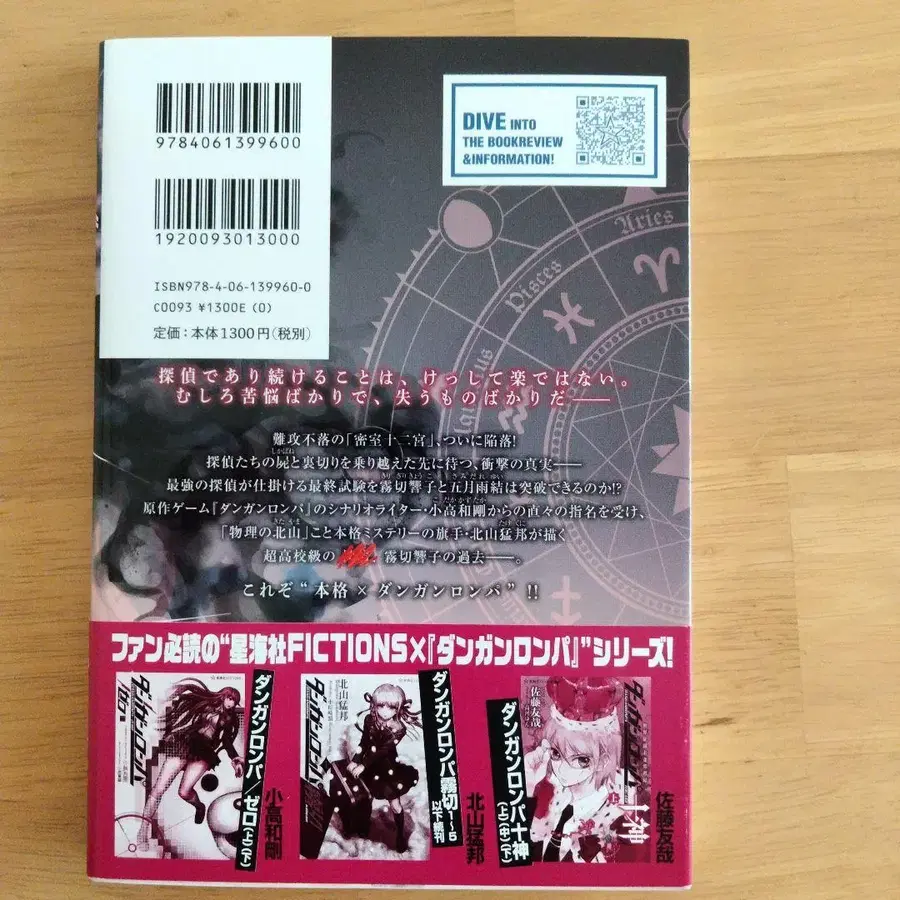 9784061399600
1920093013000
ISBN978-4-06-139960-0
C0093 ¥1300E (0)
定価：本体1300円(税別)
DIVE INTO
THE BOOKREVIEW
&INFORMATION!
Aries
Pisces
探偵であり続けることは、けっして楽ではない。
むしろ苦悩ばかりで、失うものばかりだ——
難攻不落の「密室十二宮」、ついに陥落!
探偵たちの屍と裏切りを乗り越えた先に待つ、衝撃の真実——
最強の探偵が仕掛ける最終試験を霧切響子と五月雨結は突破できるのか!?
原作ゲーム『ダンガンロンパ』のシナリオライター・小高和剛からの直々の指名を受け、
「物理の北山」こと本格ミステリーの旗手・北山猛邦が描く
超高校級の
霧切響子の過去——。
これぞ“本格×ダンガンロンパ”!!
ファン必読の“星海社FICTIONS×『ダンガンロンパ』”シリーズ!
ダンガンロンパ/ゼロ(上)(下)
小高和剛
北山猛邦
ダンガンロンパ霧切1〜5
以下続刊
北山猛邦
佐藤友哉
十神
ダンガンロンパ十神
(上)(中)(下)
佐藤友哉